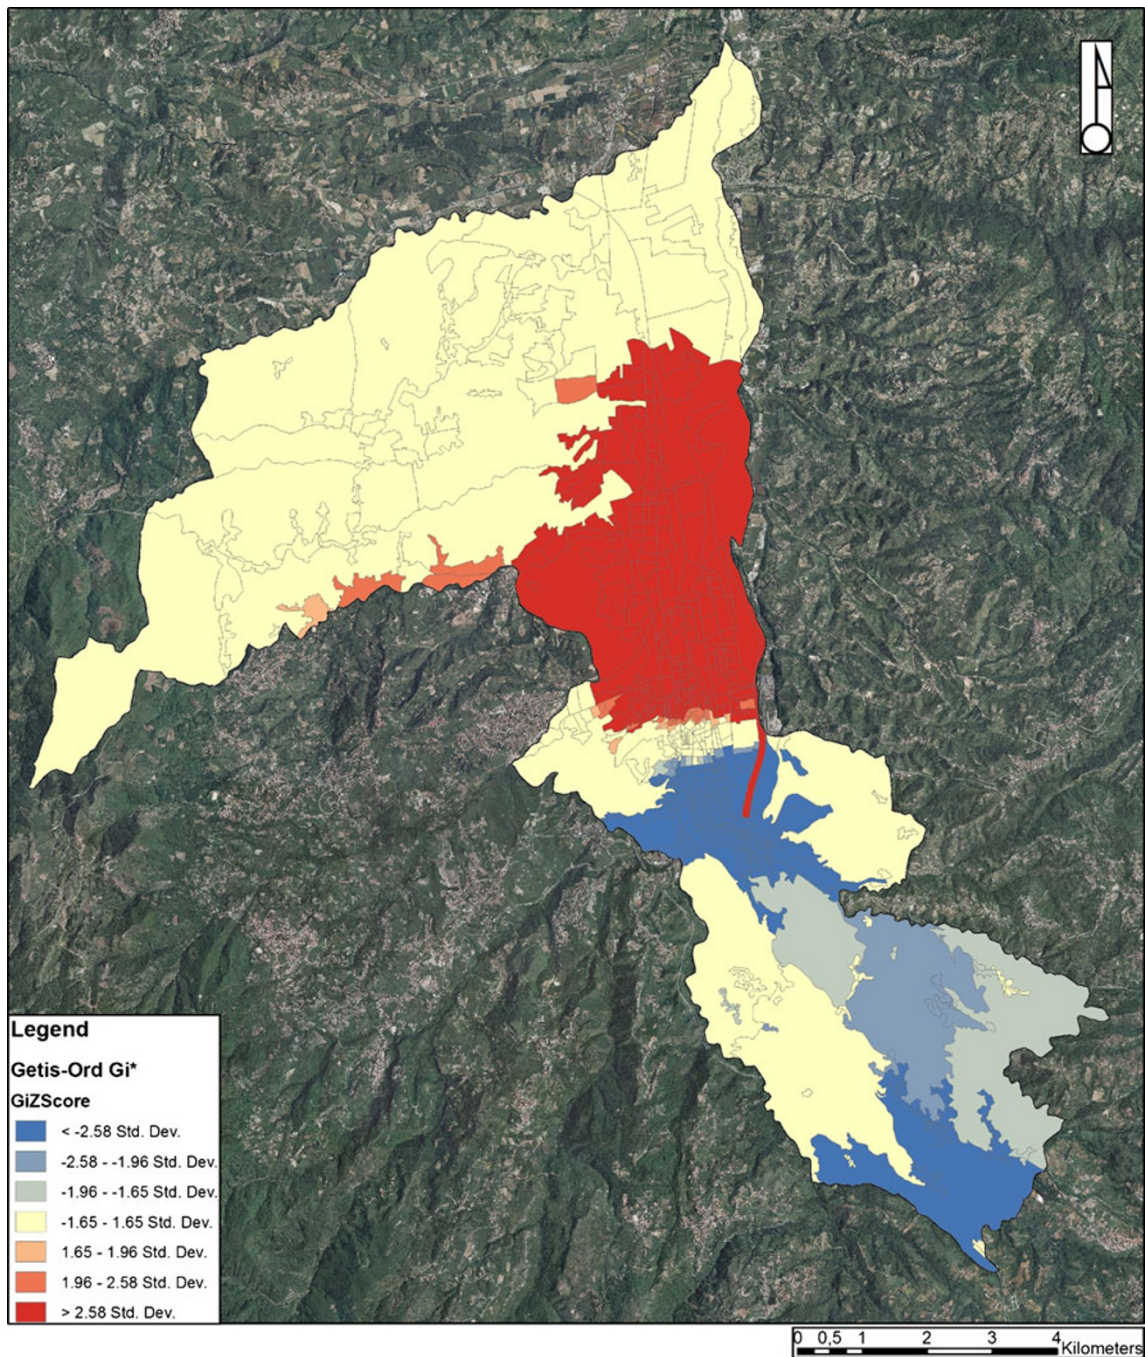 Legend
Getis-Ord Gi*
GiZScore
< -2.58 Std. Dev.
-2.58 - -1.96 Std. Dev.
-1.96 - -1.65 Std. Dev.
-1.65 - 1.65 Std. Dev.
1.65 - 1.96 Std. Dev.
1.96 - 2.58 Std. Dev.
> 2.58 Std. Dev.
0 0,5 1 2 3 4
Kilometers